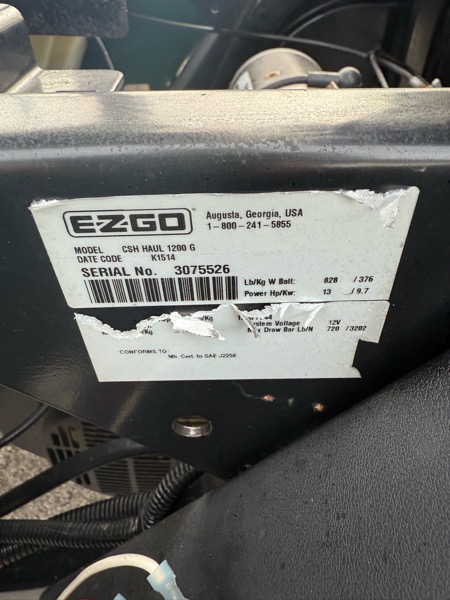 E-Z-GO
Augusta, Georgia, USA
1-800-241-5855
MODEL CSH HAUL 1200 G
DATE CODE K1514
SERIAL No. 3075526
Lb/Kg W Batt: 828 / 376
Power Hp/Kw: 13 / 9.7
System Voltage 12V
Max Draw Bar Lb/N 720 /3202
CONFORMS TO:
Mfr. Cert. to SAE J2258